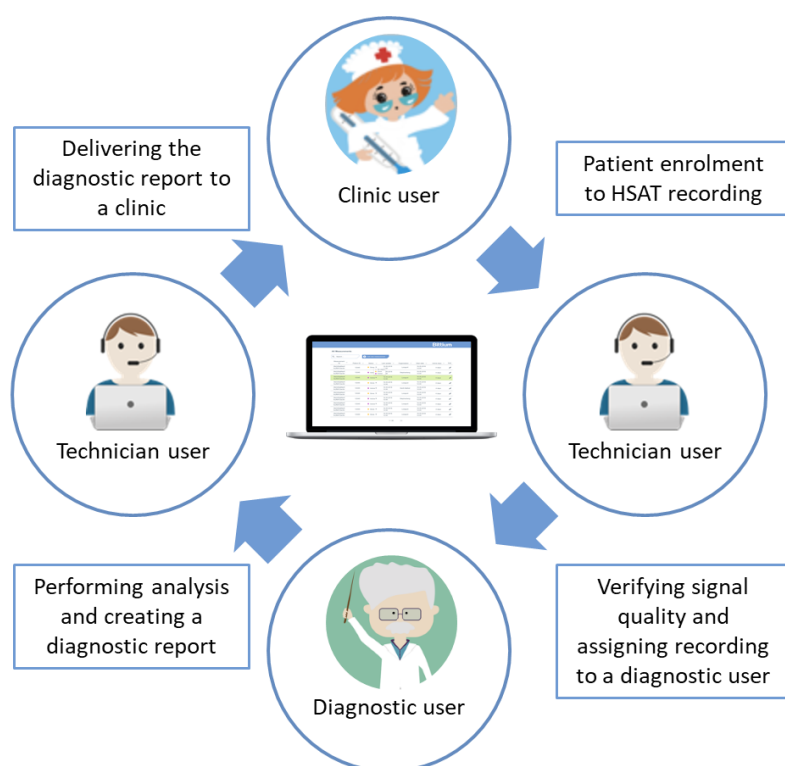 Clinic user
Delivering the
diagnostic report to
a clinic
Patient enrolment
to HSAT recording
Technician user
Technician user
Performing analysis
and creating a
diagnostic report
Verifying signal
quality and
assigning recording
to a diagnostic user
Diagnostic user